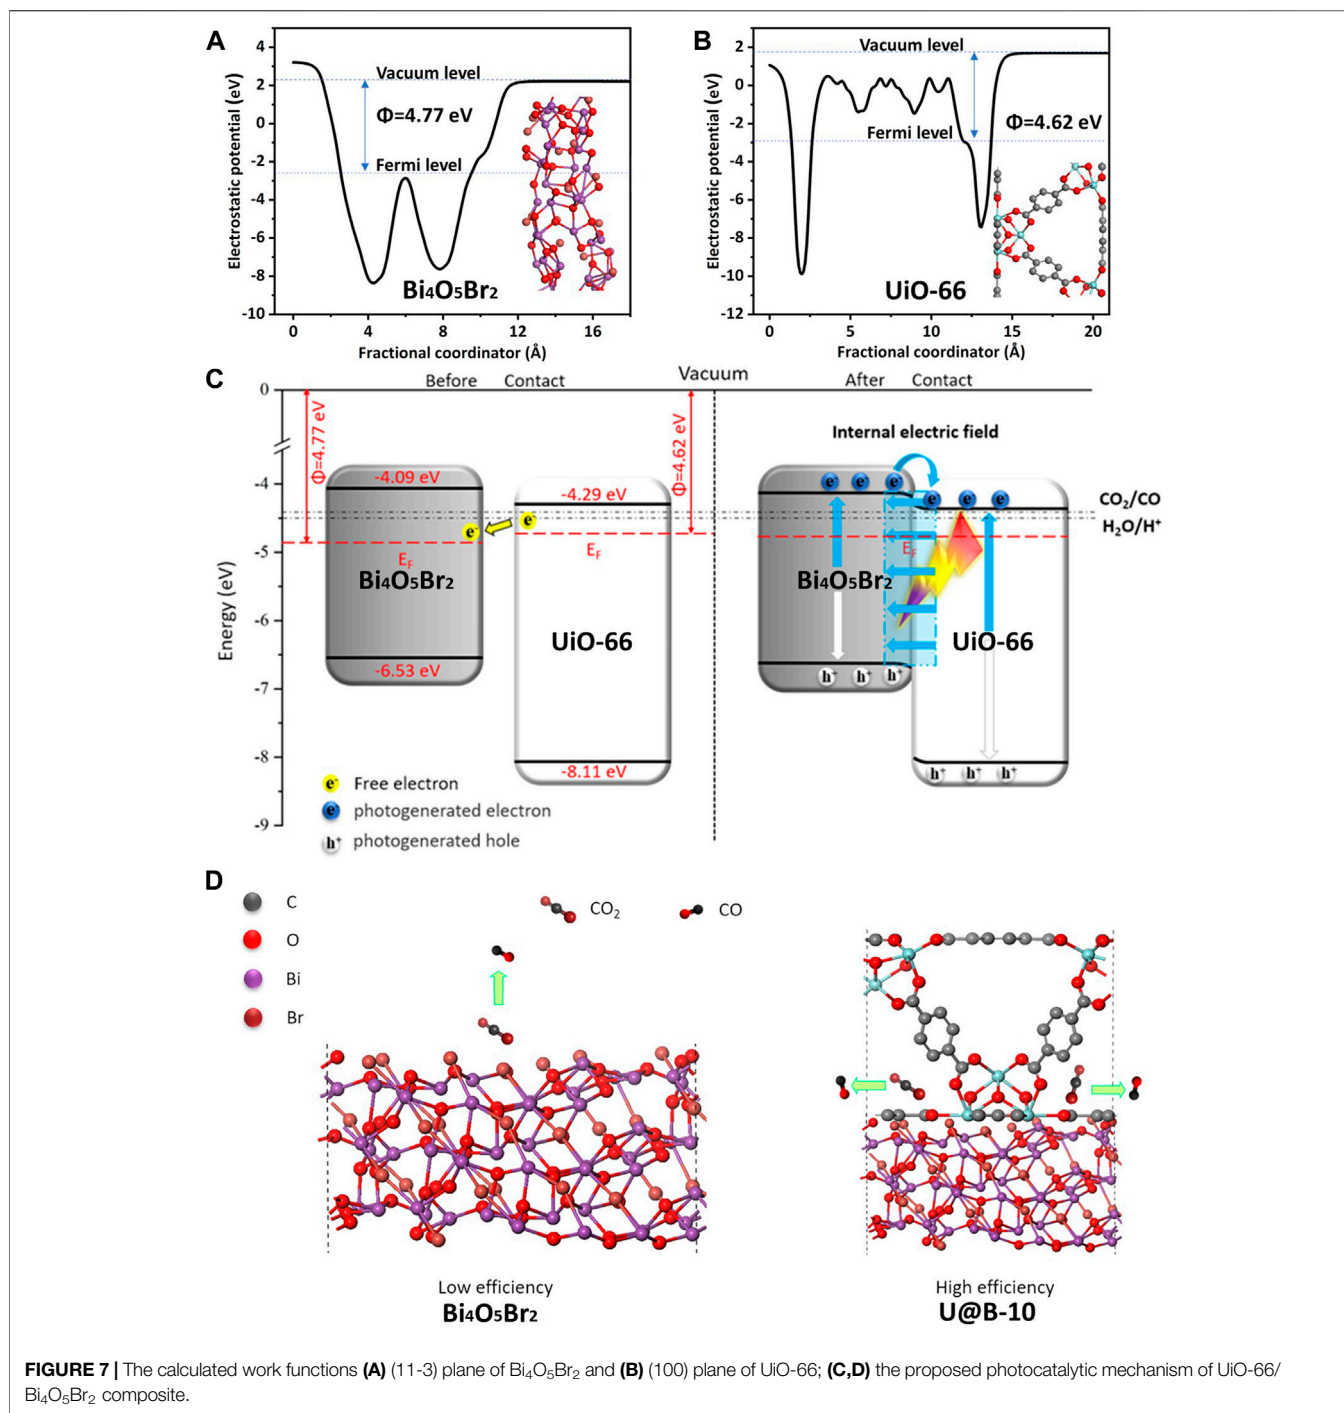 A
B
4
2
0
-2
-4
-6
-8
-10
Electrostatic potential (eV)
Vacuum level
Φ=4.77 eV
Fermi level
Bi₄O₅Br₂
0 4 8 12 16
Fractional coordinator (Å)
2
0
-2
-4
-6
-8
-10
-12
Electrostatic potential (eV)
Vacuum level
Fermi level
Φ=4.62 eV
UiO-66
0 5 10 15 20
Fractional coordinator (Å)
C
Before Contact Vacuum After Contact
0
-4
-5
-6
-7
-8
-9
Energy (eV)
Φ=4.77 eV
-4.09 eV
e⁻
E_F
Bi₄O₅Br₂
-6.53 eV
Φ=4.62 eV
-4.29 eV
e⁻
E_F
UiO-66
-8.11 eV
e⁻ Free electron
e⁻ photogenerated electron
h⁺ photogenerated hole
Internal electric field
e⁻ e⁻ e⁻ e⁻ e⁻ e⁻
CO₂/CO
H₂O/H⁺
E_F
Bi₄O₅Br₂
UiO-66
h⁺ h⁺ h⁺
h⁺ h⁺ h⁺
D
C
O
Bi
Br
CO₂ CO
Low efficiency
Bi₄O₅Br₂
High efficiency
U@B-10
FIGURE 7 | The calculated work functions (A) (11-3) plane of Bi₄O₅Br₂ and (B) (100) plane of UiO-66; (C,D) the proposed photocatalytic mechanism of UiO-66/
Bi₄O₅Br₂ composite.